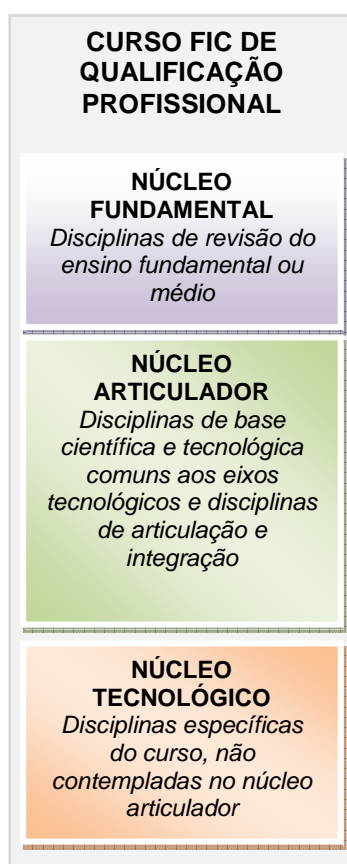 CURSO FIC DE
QUALIFICAÇÃO
PROFISSIONAL
NÚCLEO
FUNDAMENTAL
Disciplinas de revisão do
ensino fundamental ou
médio
NÚCLEO
ARTICULADOR
Disciplinas de base
científica e tecnológica
comuns aos eixos
tecnológicos e disciplinas
de articulação e
integração
NÚCLEO
TECNOLÓGICO
Disciplinas específicas
do curso, não
contempladas no núcleo
articulador